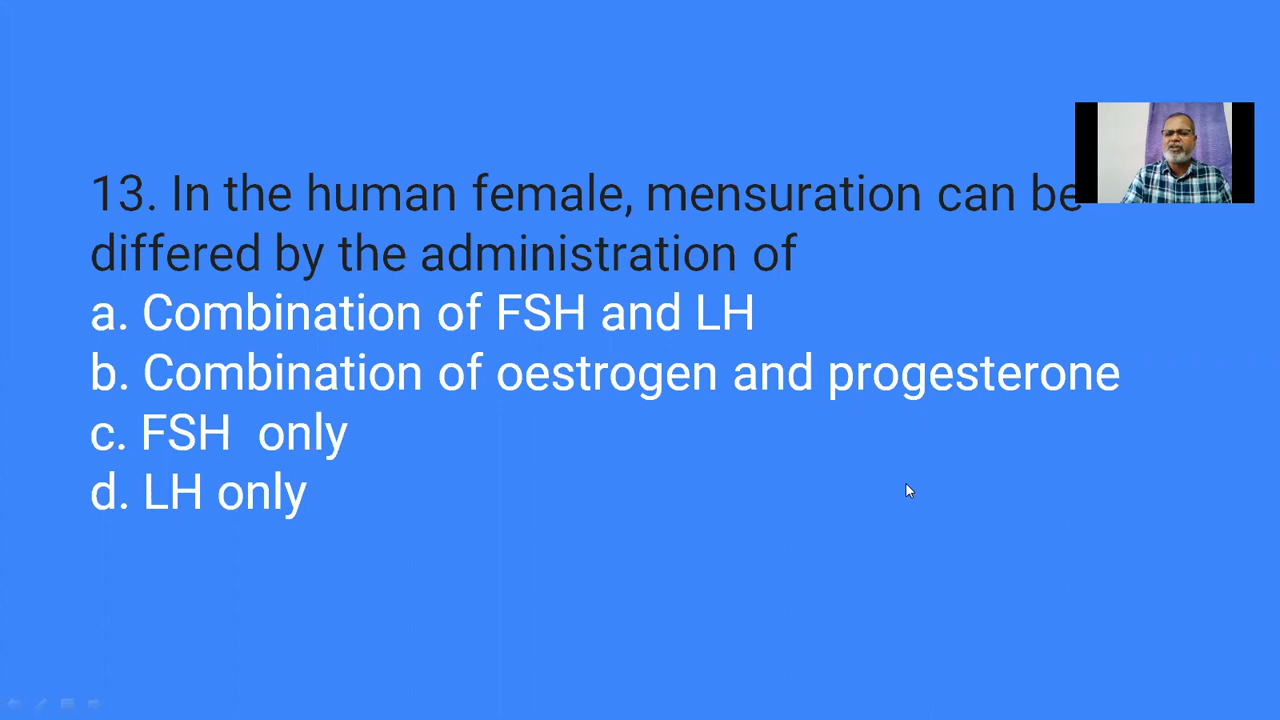 13. In the human female, mensuration can be
differed by the administration of
a. Combination of FSH and LH
b. Combination of oestrogen and progesterone
c. FSH  only
d. LH only